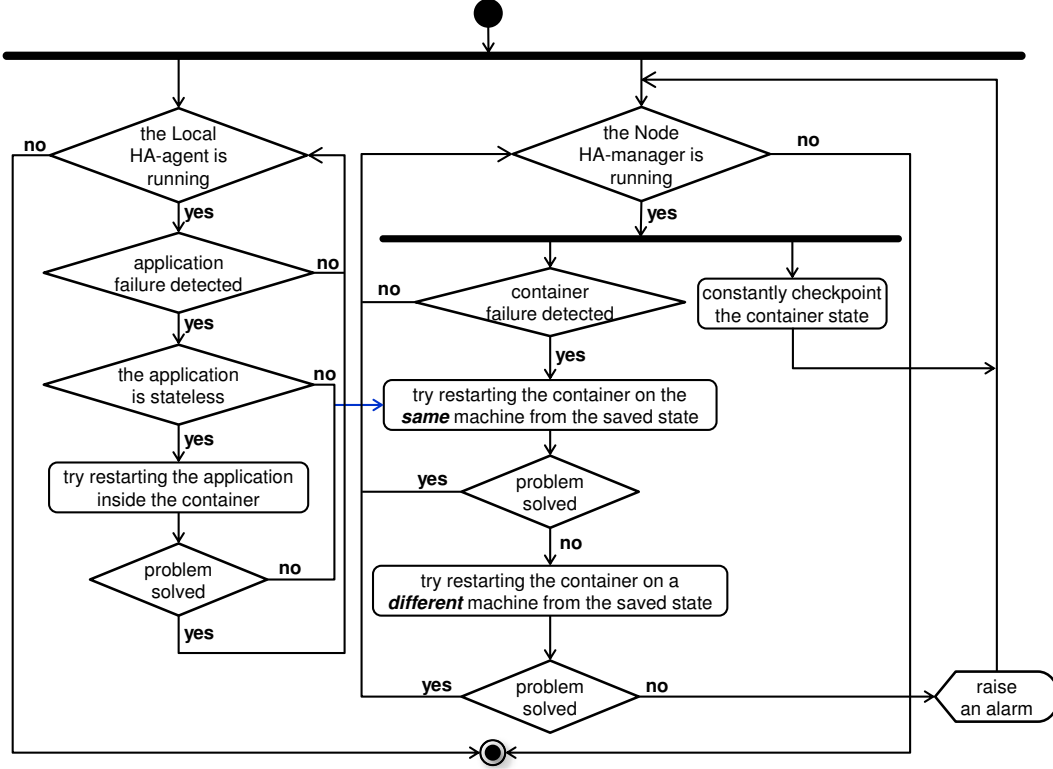 the Local
HA-agent is
running
no
yes
application
failure detected
no
yes
the application
is stateless
no
yes
try restarting the application
inside the container
problem
solved
no
yes
the Node
HA-manager is
running
no
yes
container
failure detected
no
yes
constantly checkpoint
the container state
try restarting the container on the
same machine from the saved state
problem
solved
yes
no
try restarting the container on a
different machine from the saved state
problem
solved
yes
no
raise
an alarm